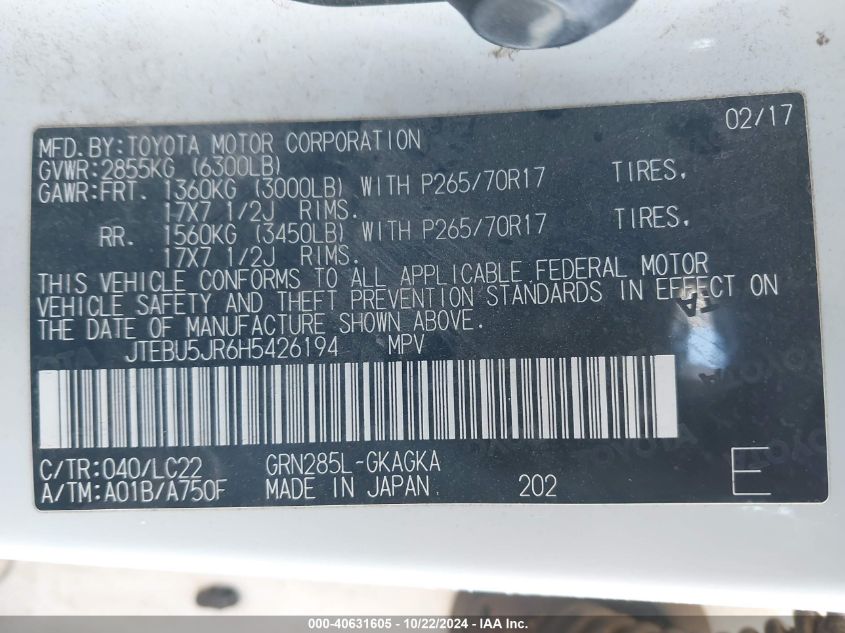 02/17
MFD. BY: TOYOTA MOTOR CORPORATION
GVWR: 2855KG (6300LB)
GAWR: FRT. 1360KG (3000LB) WITH P265/70R17 TIRES.
17X7 1/2J RIMS.
RR. 1560KG (3450LB) WITH P265/70R17 TIRES.
17X7 1/2J RIMS.
THIS VEHICLE CONFORMS TO ALL APPLICABLE FEDERAL MOTOR
VEHICLE SAFETY AND THEFT PREVENTION STANDARDS IN EFFECT ON
THE DATE OF MANUFACTURE SHOWN ABOVE.
JTEBU5JR6H5426194 MPV
C/TR: 040/LC22 GRN285L-GKAGKA
A/TM: A01B/A750F MADE IN JAPAN 202 E
000-40631605 - 10/22/2024 - IAA Inc.